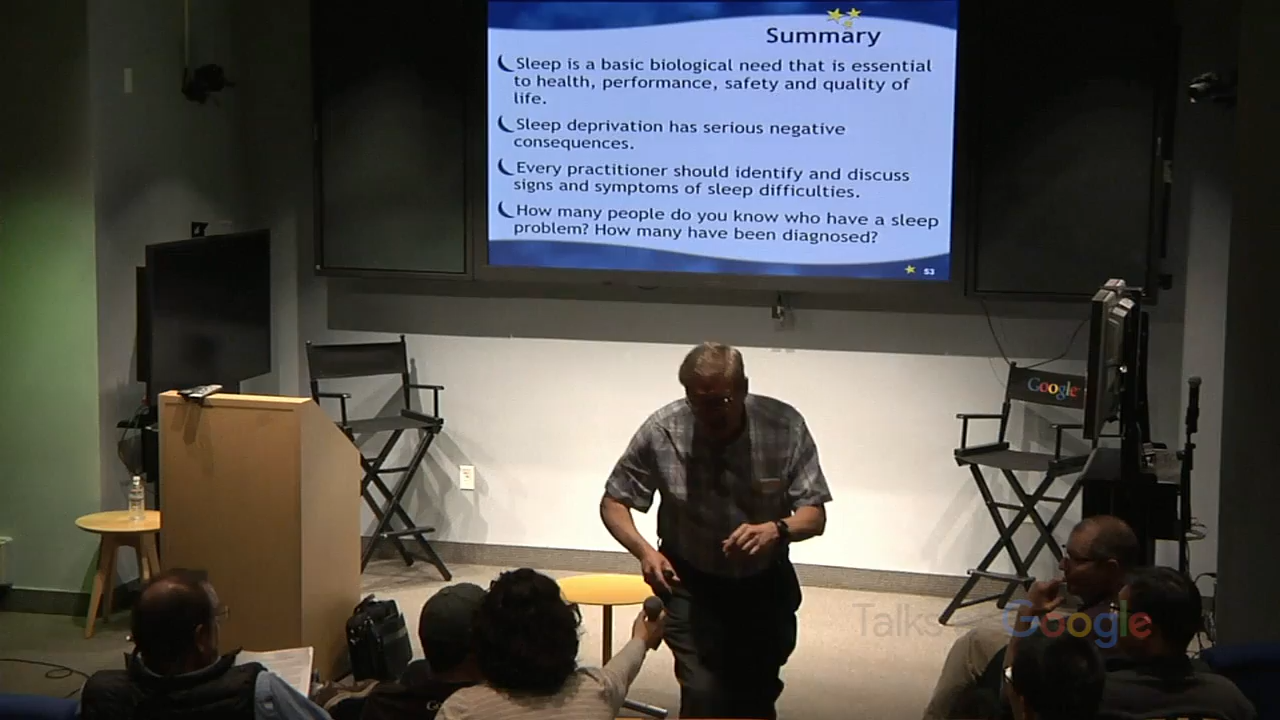 Summary
Sleep is a basic biological need that is essential
to health, performance, safety and quality of
life.
Sleep deprivation has serious negative
consequences.
Every practitioner should identify and discuss
signs and symptoms of sleep difficulties.
How many people do you know who have a sleep
problem? How many have been diagnosed?
53
Google
Talks Google